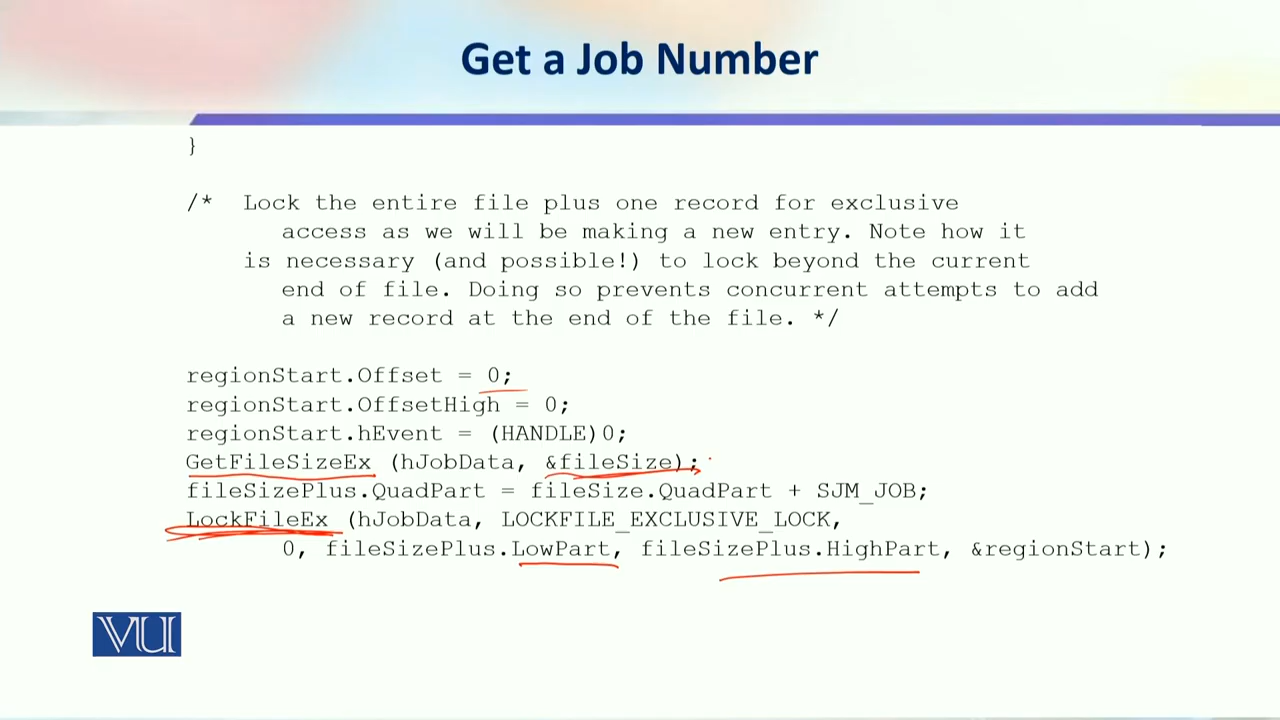 Get a Job Number
}
/* Lock the entire file plus one record for exclusive
access as we will be making a new entry. Note how it
is necessary (and possible!) to lock beyond the current
end of file. Doing so prevents concurrent attempts to add
a new record at the end of the file. */
regionStart.Offset = 0;
regionStart.OffsetHigh = 0;
regionStart.hEvent = (HANDLE)0;
GetFileSizeEx (hJobData, &fileSize);
fileSizePlus.QuadPart = fileSize.QuadPart + SJM_JOB;
LockFileEx (hJobData, LOCKFILE_EXCLUSIVE_LOCK,
0, fileSizePlus.LowPart, fileSizePlus.HighPart, &regionStart);
VU